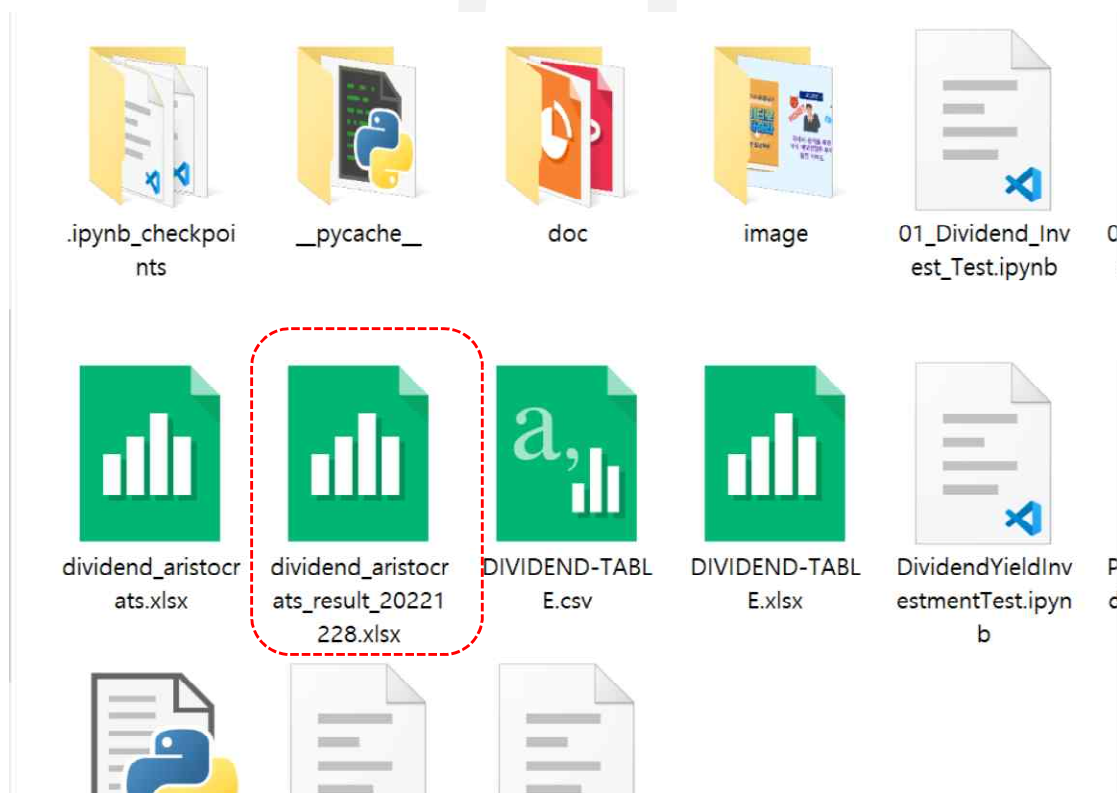 .ipynb_checkpoi
nts
__pycache__
doc
image
01_Dividend_Inv
est_Test.ipynb
dividend_aristocr
ats.xlsx
dividend_aristocr
ats_result_20221
228.xlsx
a,
DIVIDEND-TABL
E.csv
DIVIDEND-TABL
E.xlsx
DividendYieldInv
estmentTest.ipyn
b